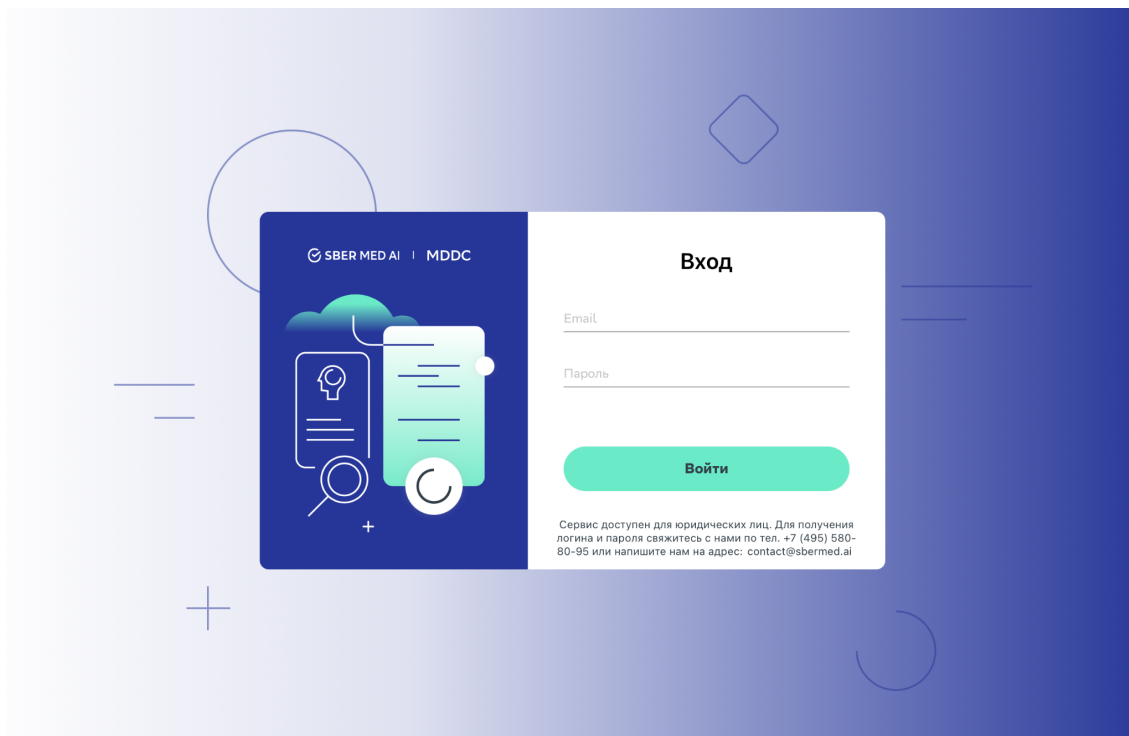 SBER MED AI | MDDC
Вход
Email
Пароль
Войти
Сервис доступен для юридических лиц. Для получения
логина и пароля свяжитесь с нами по тел. +7 (495) 580-
80-95 или напишите нам на адрес: contact@sbermed.ai